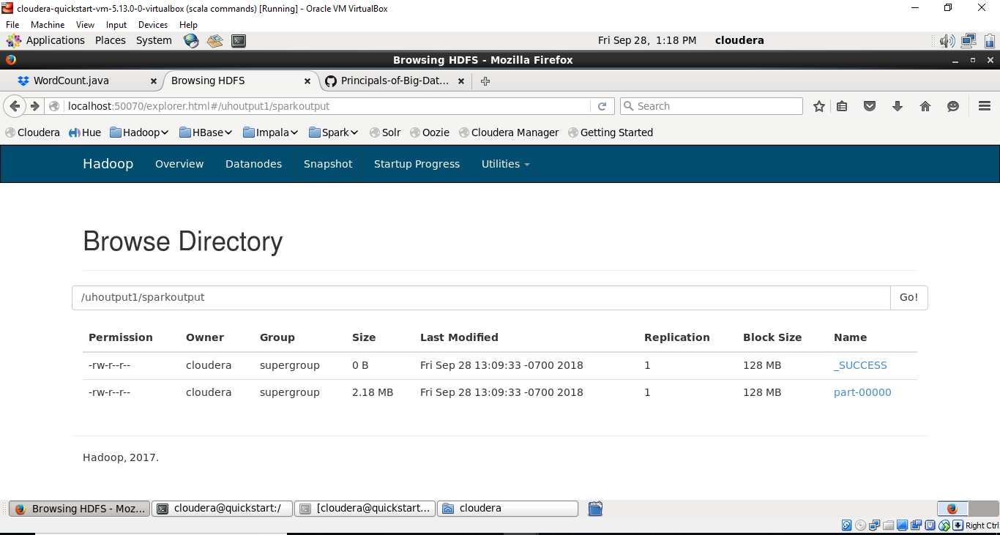 cloudera-quickstart-vm-5.13.0-0-virtualbox (scala commands) [Running] - Oracle VM VirtualBox
File Machine View Input Devices Help
Applications Places System Fri Sep 28, 1:18 PM cloudera
Browsing HDFS - Mozilla Firefox
WordCount.java Browsing HDFS Principals-of-Big-Dat...
localhost:50070/explorer.html#/uhoutput1/sparkoutput Search
Cloudera Hue Hadoop HBase Impala Spark Solr Oozie Cloudera Manager Getting Started
Hadoop Overview Datanodes Snapshot Startup Progress Utilities
Browse Directory
/uhoutput1/sparkoutput Go!
Permission Owner Group Size Last Modified Replication Block Size Name
-rw-r--r-- cloudera supergroup 0 B Fri Sep 28 13:09:33 -0700 2018 1 128 MB _SUCCESS
-rw-r--r-- cloudera supergroup 2.18 MB Fri Sep 28 13:09:33 -0700 2018 1 128 MB part-00000
Hadoop, 2017.
Browsing HDFS - Moz... cloudera@quickstart:/ [cloudera@quickstart... cloudera
Right Ctrl